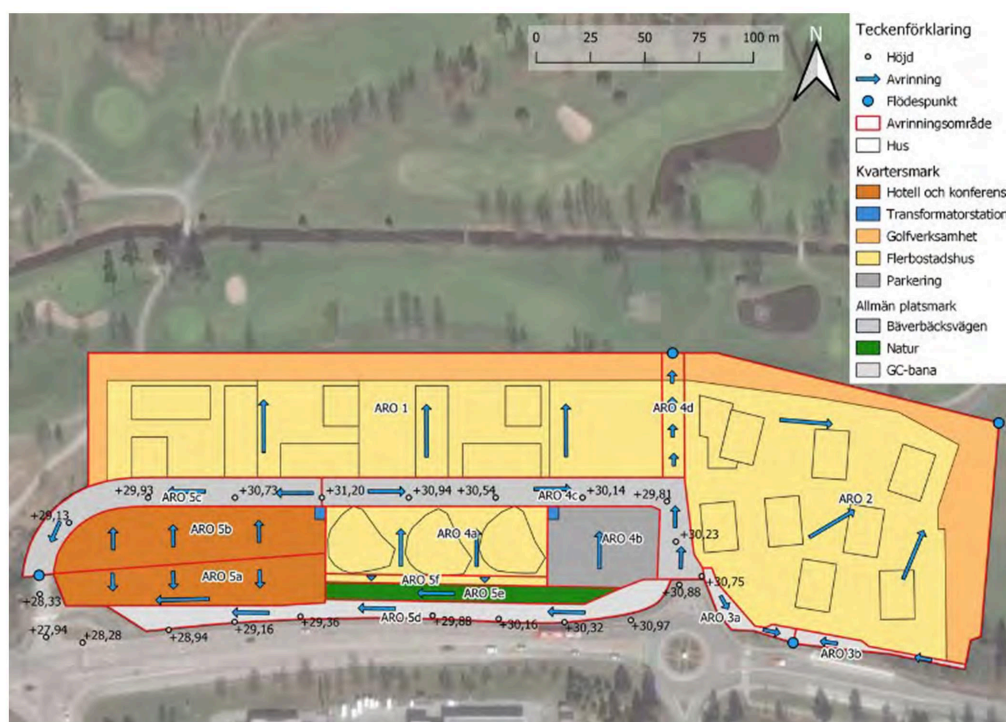 0 25 50 75 100 m
N
Teckenförklaring
Höjd
Avrinning
Flödespunkt
Avrinningsområde
Hus
Kvartersmark
Hotell och konferens
Transformatorstation
Golfverksamhet
Flerbostadshus
Parkering
Allmän platsmark
Bäverbäcksvägen
Natur
GC-bana
ARO 1
ARO 4d
ARO 2
+29,93
ARO 5c
+30,73
+31,20
+30,94
+30,54
ARO 4c
+30,14
+29,81
+29,13
ARO 5b
ARO 4a
ARO 4b
+30,23
ARO 5a
ARO 5f
+30,75
+28,33
ARO 5e
+30,88
ARO 5d
ARO 3a
+27,94
+28,28
+28,94
+29,16
+29,36
+29,88
+30,16
+30,32
+30,97
ARO 3b